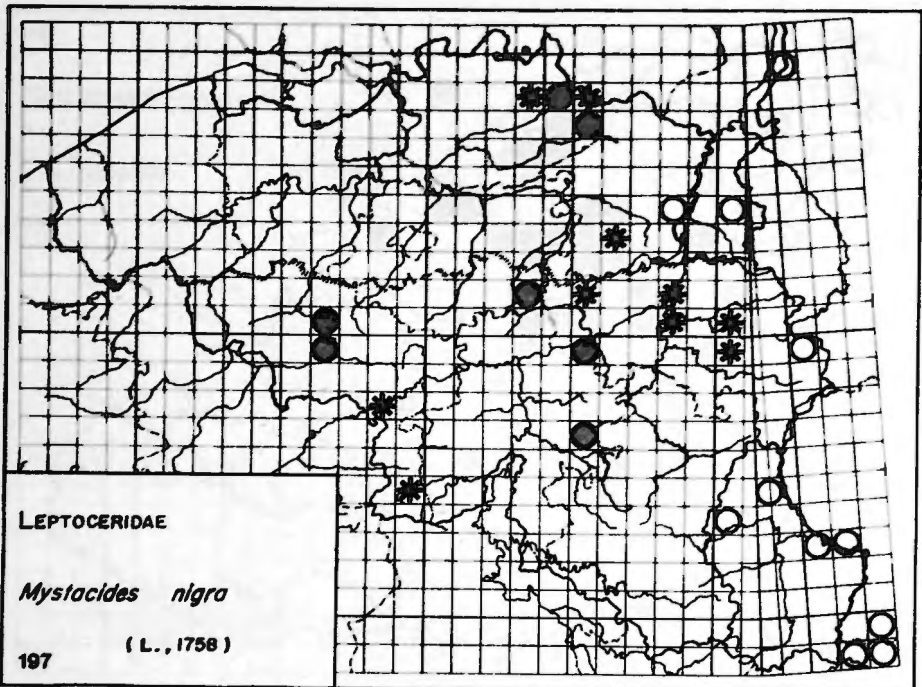 LEPTOCERIDAE
Mystacides nigra
(L., 1758)
197